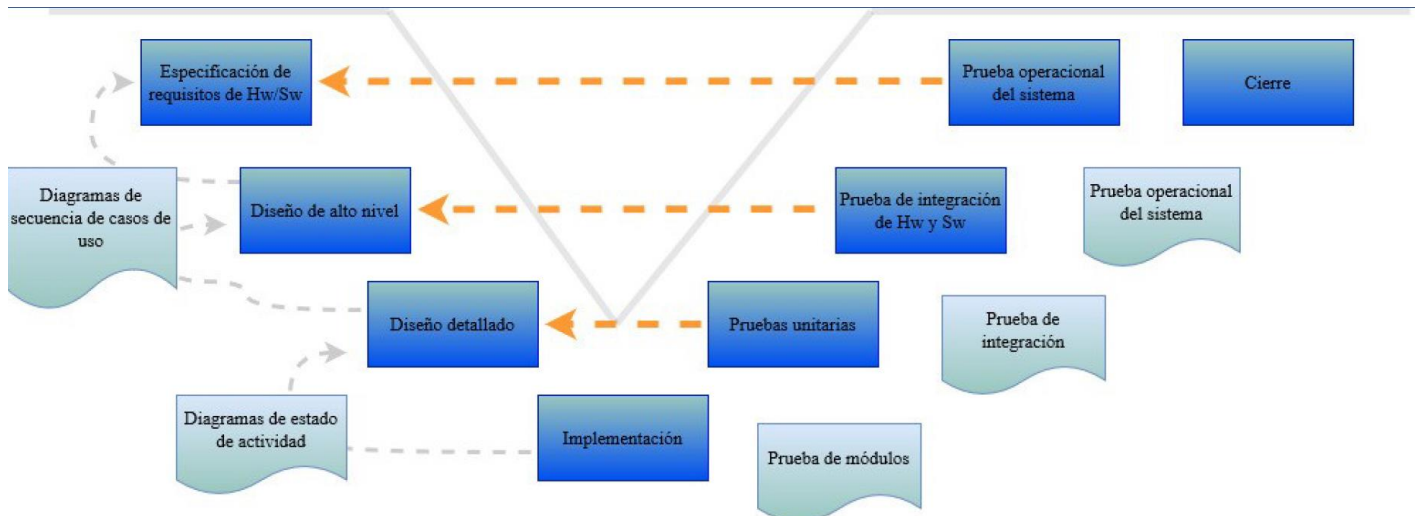 Especificación de
requisitos de Hw/Sw
Prueba operacional
del sistema
Cierre
Diagramas de
secuencia de casos de
uso
Diseño de alto nivel
Prueba de integración
de Hw y Sw
Prueba operacional
del sistema
Diseño detallado
Pruebas unitarias
Prueba de
integración
Diagramas de estado
de actividad
Implementación
Prueba de módulos